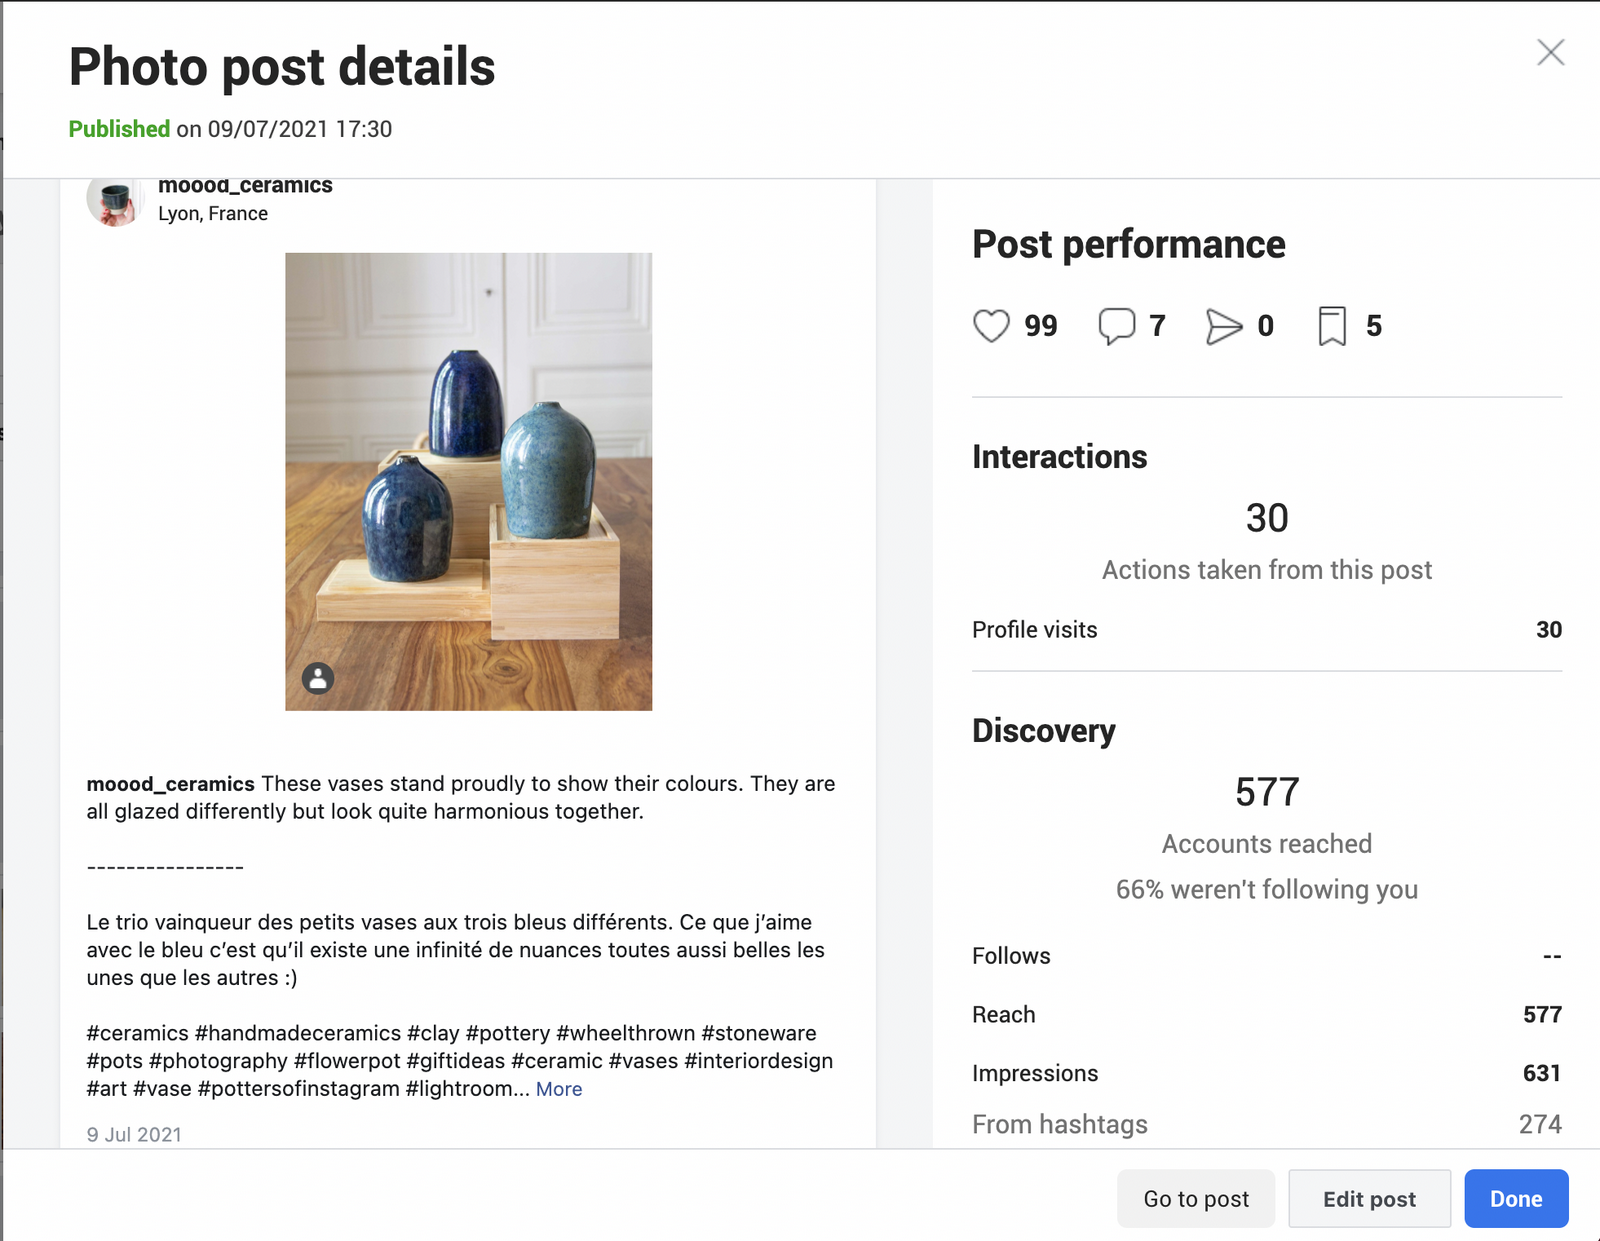 Photo post details
Published on 09/07/2021 17:30
moood_ceramics
Lyon, France
moood_ceramics These vases stand proudly to show their colours. They are
all glazed differently but look quite harmonious together.
----------------
Le trio vainqueur des petits vases aux trois bleus différents. Ce que j’aime
avec le bleu c’est qu’il existe une infinité de nuances toutes aussi belles les
unes que les autres :)
#ceramics #handmadeceramics #clay #pottery #wheelthrown #stoneware
#pots #photography #flowerpot #giftideas #ceramic #vases #interiordesign
#art #vase #pottersofinstagram #lightroom... More
9 Jul 2021
Post performance
99 7 0 5
Interactions
30
Actions taken from this post
Profile visits 30
Discovery
577
Accounts reached
66% weren't following you
Follows --
Reach 577
Impressions 631
From hashtags 274
Go to post Edit post Done